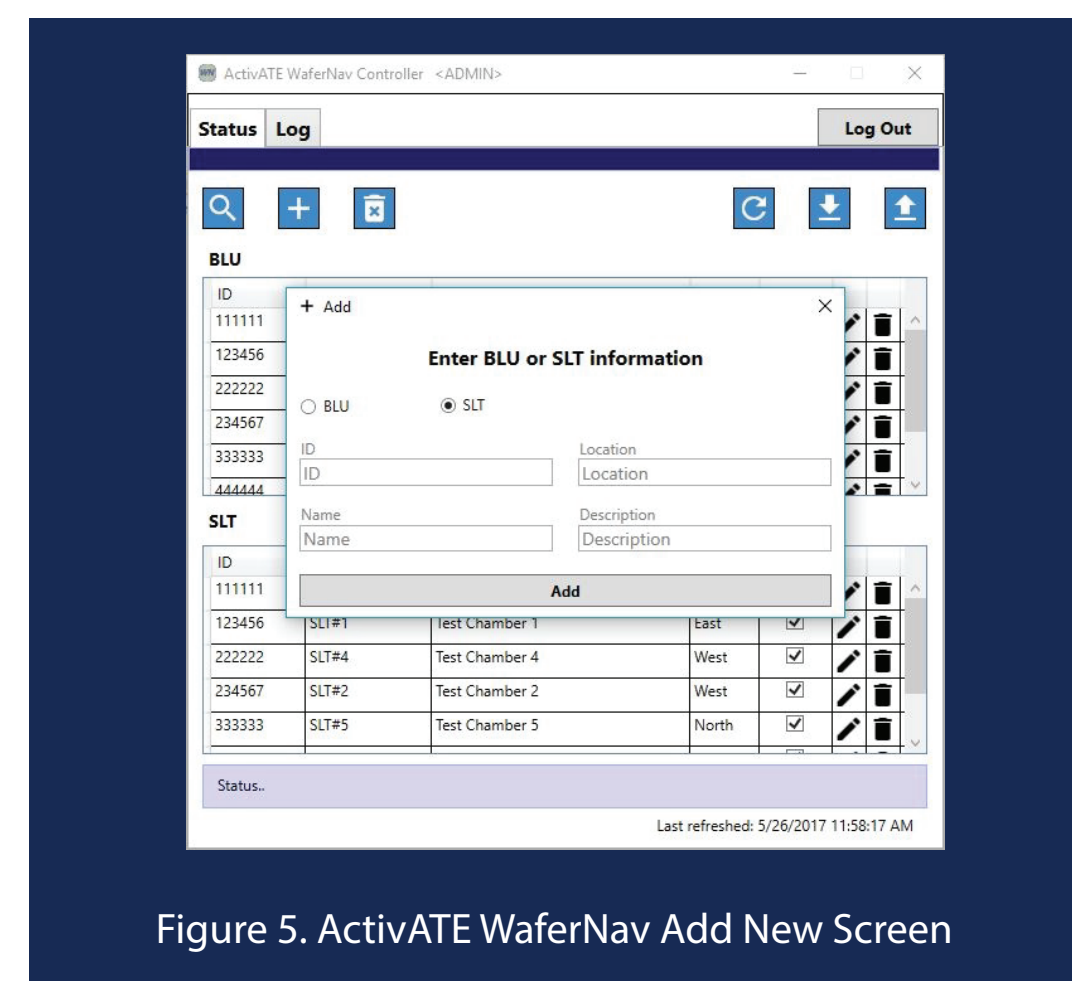 WN ActivATE WaferNav Controller <ADMIN>
Status Log Log Out
BLU
ID
111111
123456
222222
234567
333333
444444
+ Add
Enter BLU or SLT information
BLU SLT
ID Location
ID Location
Name Description
Name Description
Add
SLT
ID
111111
123456 SLT#1 Test Chamber 1 East
222222 SLT#4 Test Chamber 4 West
234567 SLT#2 Test Chamber 2 West
333333 SLT#5 Test Chamber 5 North
Status..
Last refreshed: 5/26/2017 11:58:17 AM
Figure 5. ActivATE WaferNav Add New Screen